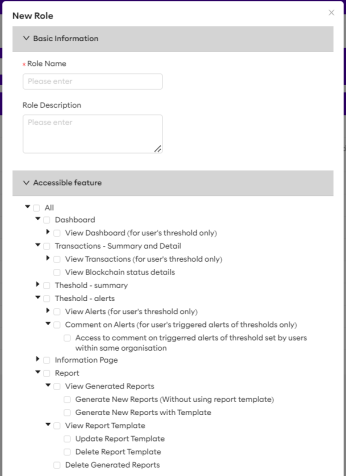 New Role
Basic Information
* Role Name
Please enter
Role Description
Please enter
Accessible feature
All
Dashboard
View Dashboard (for user's threshold only)
Transactions - Summary and Detail
View Transactions (for user's threshold only)
View Blockchain status details
Theshold - summary
Theshold - alerts
View Alerts (for user's threshold only)
Comment on Alerts (for user's triggered alerts of thresholds only)
Access to comment on trigerred alerts of threshold set by users
within same organisation
Information Page
Report
View Generated Reports
Generate New Reports (Without using report template)
Generate New Reports with Template
View Report Template
Update Report Template
Delete Report Template
Delete Generated Reports